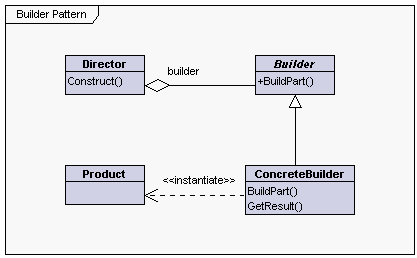 Builder Pattern
Director
Construct()
builder
Builder
+BuildPart()
Product
<<instantiate>>
ConcreteBuilder
BuildPart()
GetResult()